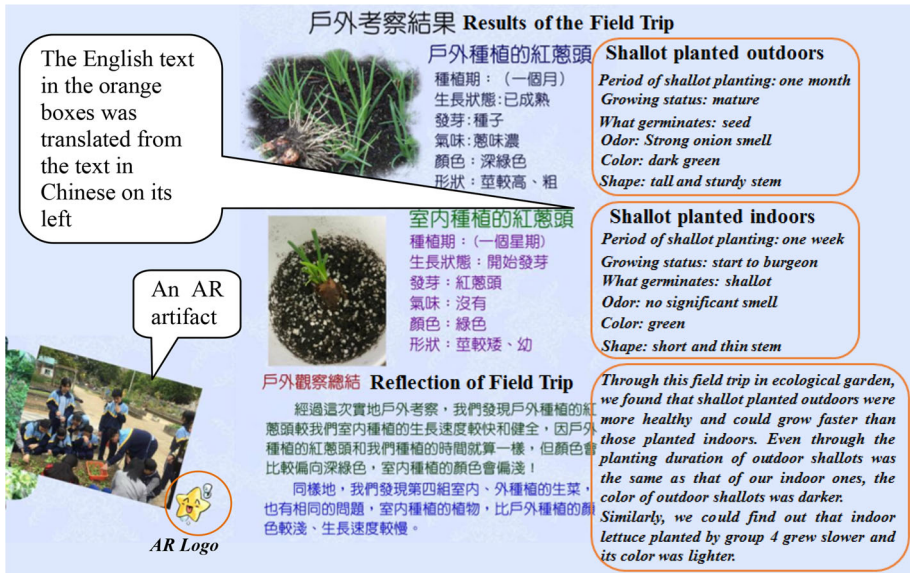 戶外考察結果 Results of the Field Trip
The English text
in the orange
boxes was
translated from
the text in
Chinese on its
left
戶外種植的紅蔥頭
種植期：(一個月)
生長狀態:已成熟
發芽:種子
氣味:蔥味濃
顏色：深綠色
形狀：莖較高、粗
Shallot planted outdoors
Period of shallot planting: one month
Growing status: mature
What germinates: seed
Odor: Strong onion smell
Color: dark green
Shape: tall and sturdy stem
室內種植的紅蔥頭
種植期：(一個星期)
生長狀態：開始發芽
發芽：紅蔥頭
氣味：沒有
顏色：綠色
形狀：莖較矮、幼
Shallot planted indoors
Period of shallot planting: one week
Growing status: start to burgeon
What germinates: shallot
Odor: no significant smell
Color: green
Shape: short and thin stem
An AR
artifact
AR Logo
戶外觀察總結 Reflection of Field Trip
經過這次實地戶外考察，我們發現戶外種植的紅
蔥頭較我們室內種植的生長速度較快和健全，因戶外
種植的紅蔥頭和我們種植的時間就算一樣，但顏色會
比較偏向深綠色，室內種植的顏色會偏淺！
同樣地，我們發現第四組室內、外種植的生菜，
也有相同的問題，室內種植的植物，比戶外種植的顏
色較淺、生長速度較慢。
Through this field trip in ecological garden,
we found that shallot planted outdoors were
more healthy and could grow faster than
those planted indoors. Even through the
planting duration of outdoor shallots was
the same as that of our indoor ones, the
color of outdoor shallots was darker.
Similarly, we could find out that indoor
lettuce planted by group 4 grew slower and
its color was lighter.